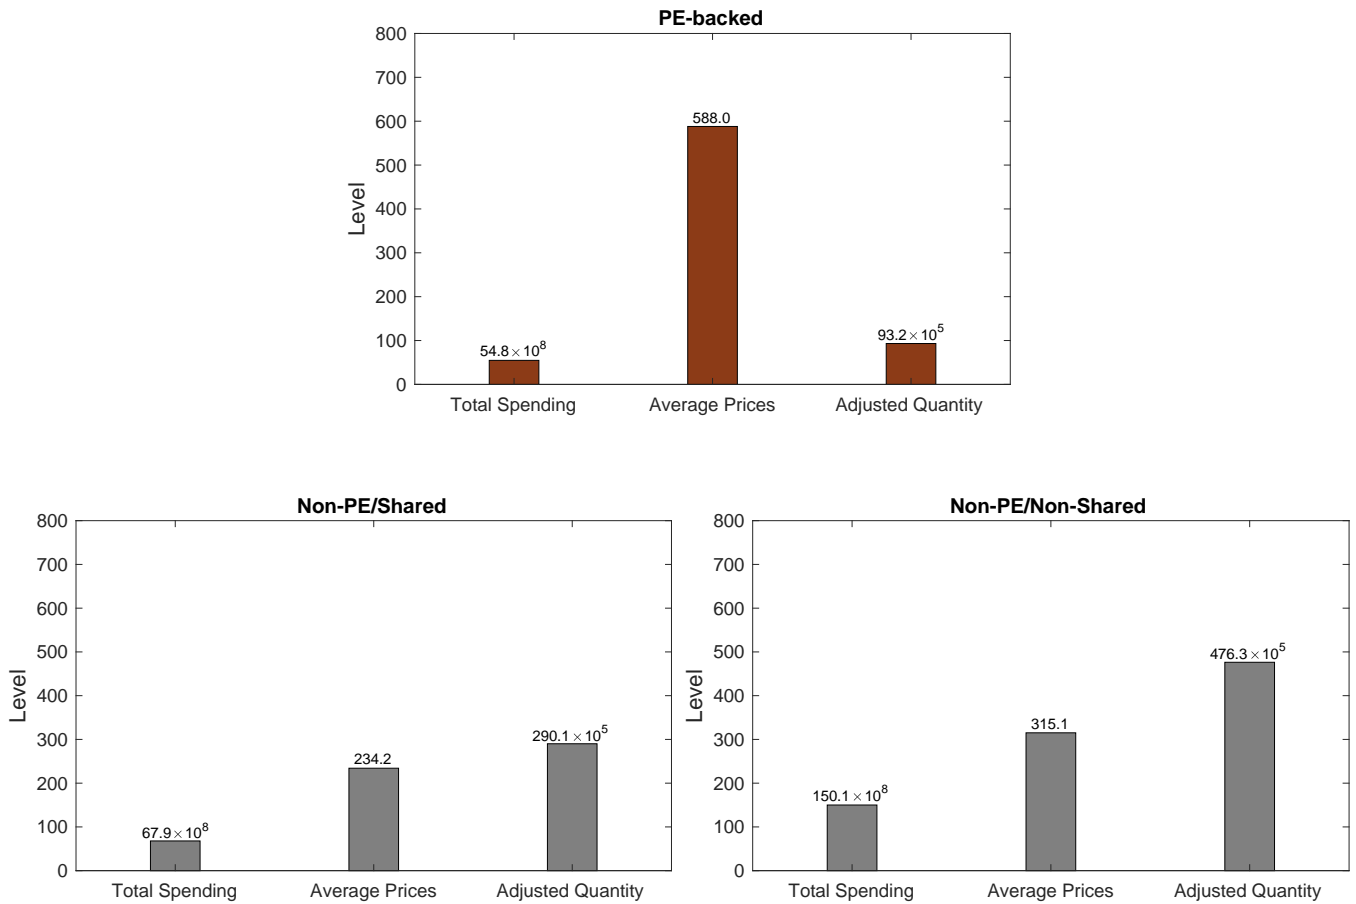 PE-backed
800
700
600
500
400
300
200
100
0
Level
54.8 × 10^8
588.0
93.2 × 10^5
Total Spending Average Prices Adjusted Quantity
Non-PE/Shared
800
700
600
500
400
300
200
100
0
Level
67.9 × 10^8
234.2
290.1 × 10^5
Total Spending Average Prices Adjusted Quantity
Non-PE/Non-Shared
800
700
600
500
400
300
200
100
0
Level
150.1 × 10^8
315.1
476.3 × 10^5
Total Spending Average Prices Adjusted Quantity